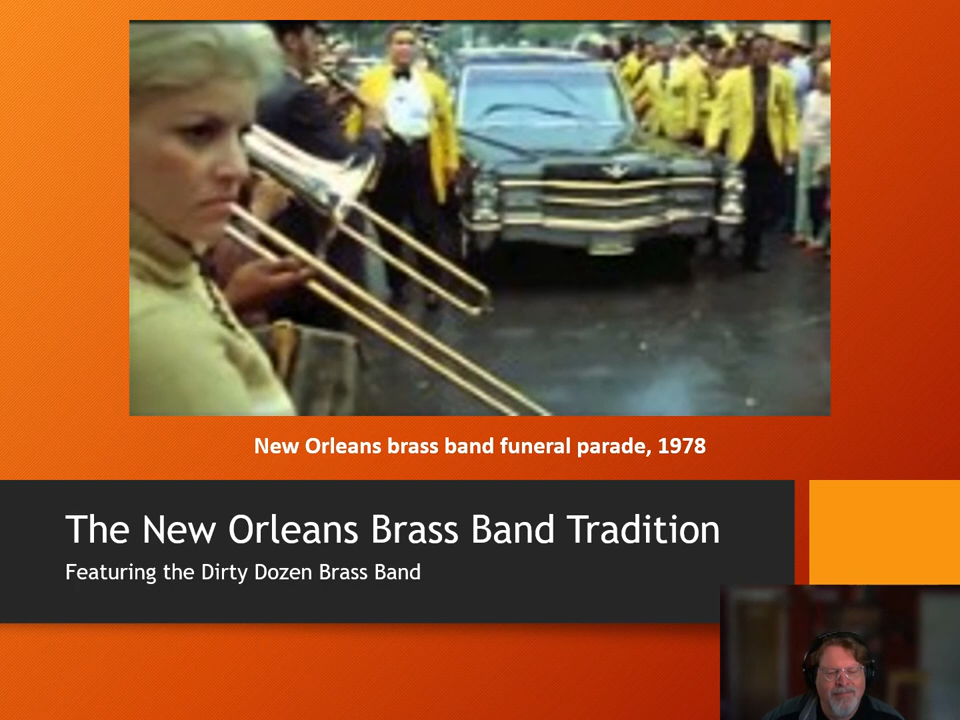 New Orleans brass band funeral parade, 1978
The New Orleans Brass Band Tradition
Featuring the Dirty Dozen Brass Band